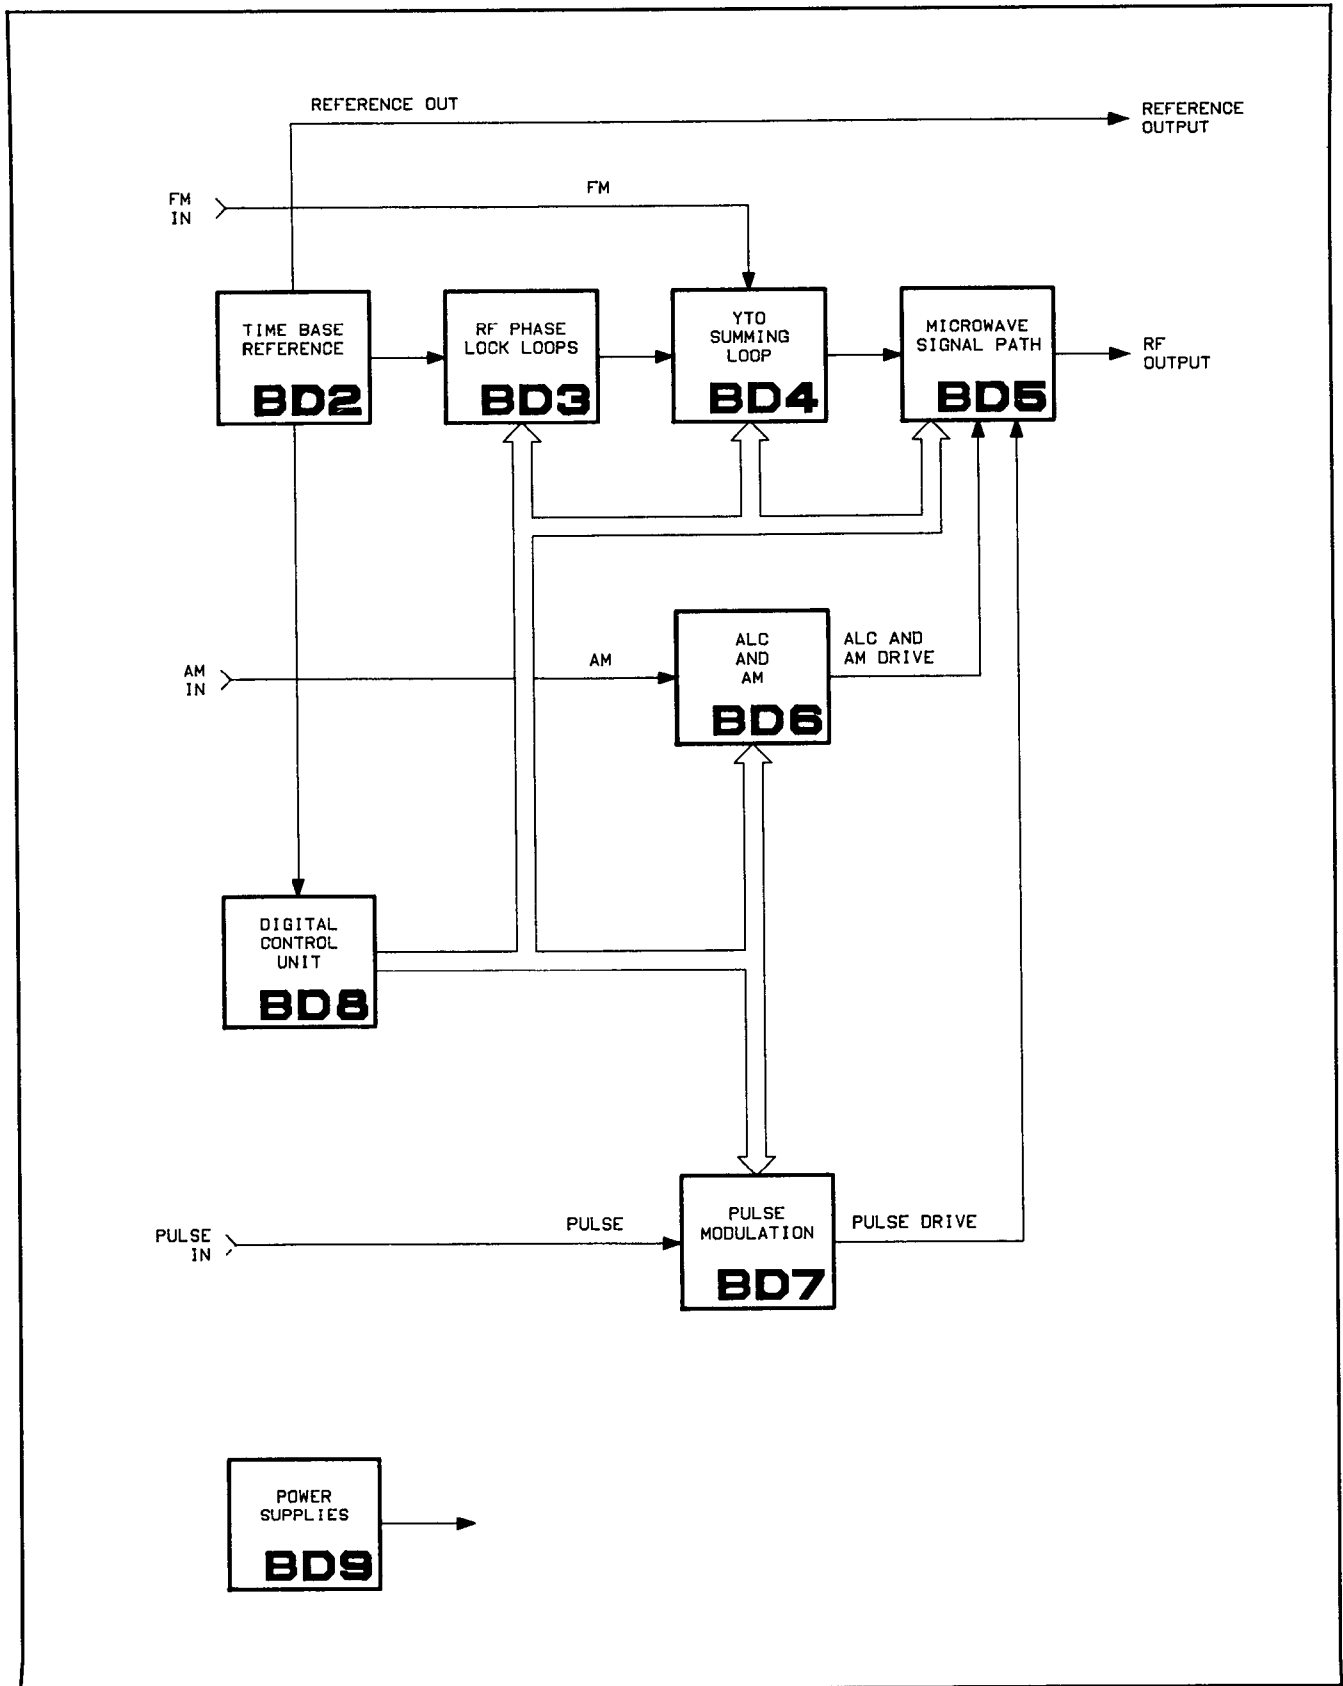 REFERENCE OUT
REFERENCE
OUTPUT
FM
FM
IN
TIME BASE
REFERENCE
BD2
RF PHASE
LOCK LOOPS
BD3
YTO
SUMMING
LOOP
BD4
MICROWAVE
SIGNAL PATH
BD5
RF
OUTPUT
AM
IN
AM
ALC
AND
AM
BD6
ALC AND
AM DRIVE
DIGITAL
CONTROL
UNIT
BD8
PULSE
IN
PULSE
PULSE
MODULATION
BD7
PULSE DRIVE
POWER
SUPPLIES
BD9